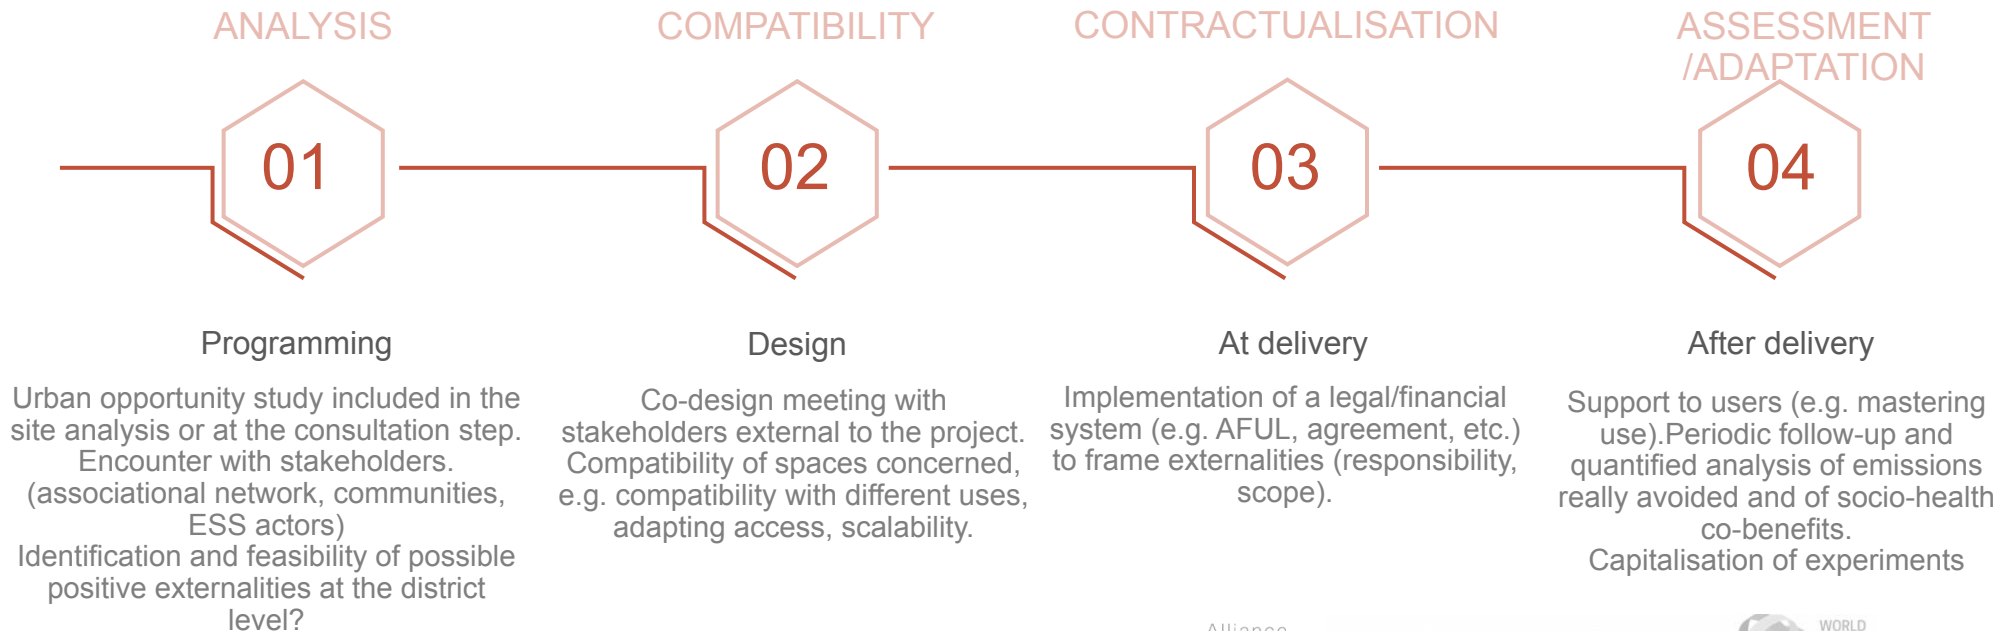 ANALYSIS
01
Programming
Urban opportunity study included in the
site analysis or at the consultation step.
Encounter with stakeholders.
(associational network, communities,
ESS actors)
Identification and feasibility of possible
positive externalities at the district
level?
COMPATIBILITY
02
Design
Co-design meeting with
stakeholders external to the project.
Compatibility of spaces concerned,
e.g. compatibility with different uses,
adapting access, scalability.
CONTRACTUALISATION
03
At delivery
Implementation of a legal/financial
system (e.g. AFUL, agreement, etc.)
to frame externalities (responsibility,
scope).
ASSESSMENT
/ADAPTATION
04
After delivery
Support to users (e.g. mastering
use).Periodic follow-up and
quantified analysis of emissions
really avoided and of socio-health
co-benefits.
Capitalisation of experiments
Alliance
WORLD